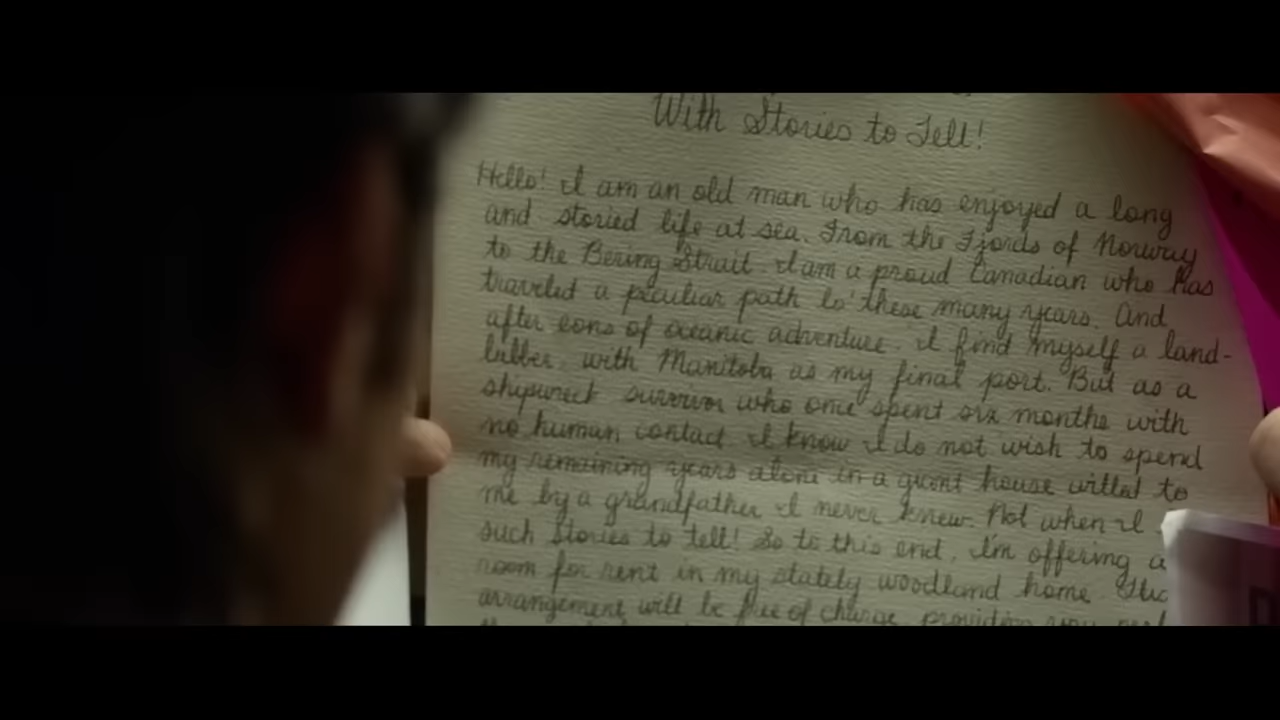 With Stories to Tell!
Hello! I am an old man who has enjoyed a long
and storied life at sea. From the Fjords of Norway
to the Bering Strait. I am a proud Canadian who has
traveled a peculiar path lo' these many years. And
after eons of oceanic adventure, I find myself a land-
lubber, with Manitoba as my final port. But as a
shipwreck survivor who once spent six months with
no human contact, I know I do not wish to spend
my remaining years alone in a giant house willed to
me by a grandfather I never knew. Not when I
such Stories to tell! So to this end, I'm offering a
room for rent in my stately woodland home. This
arrangement will be free of charge, providing